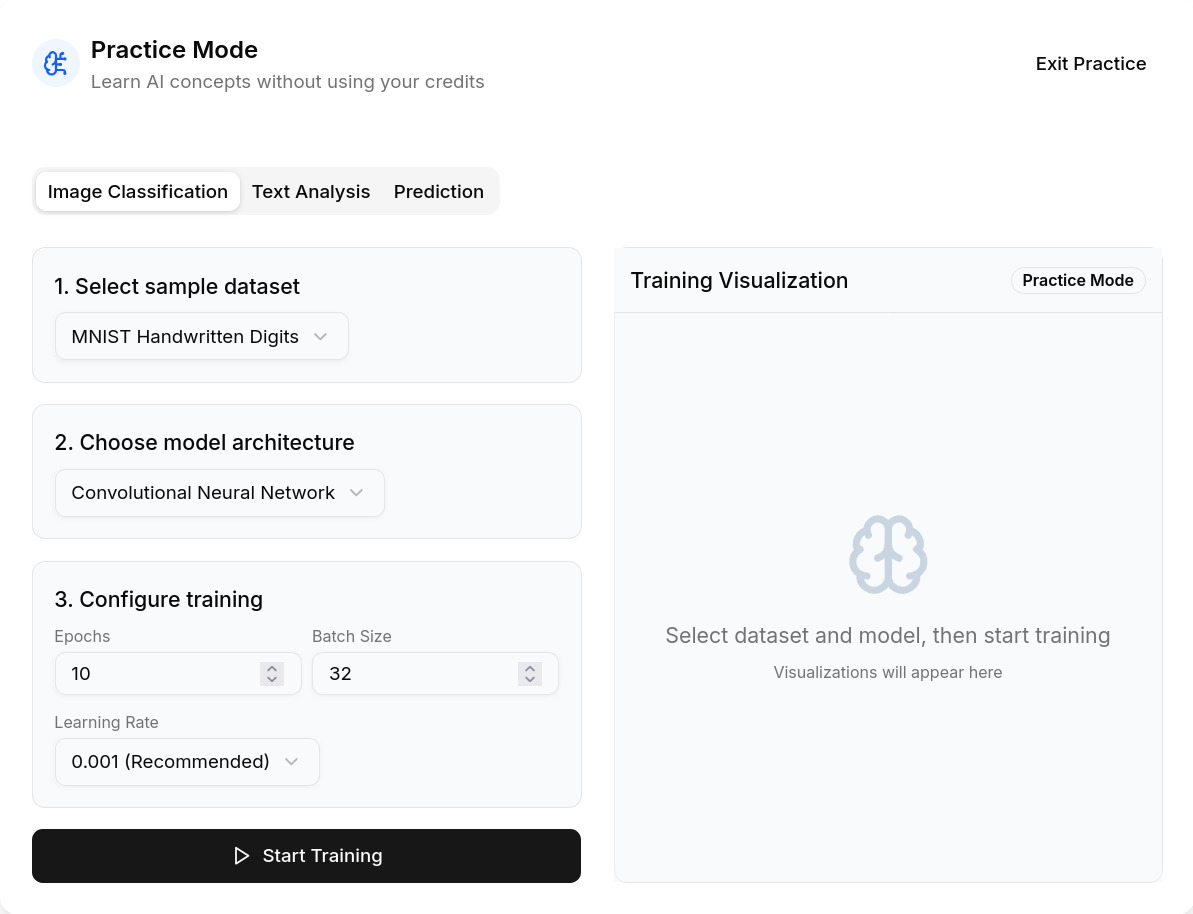 Practice Mode
Learn AI concepts without using your credits
Exit Practice
Image Classification
Text Analysis
Prediction
1. Select sample dataset
MNIST Handwritten Digits
2. Choose model architecture
Convolutional Neural Network
3. Configure training
Epochs
Batch Size
10
32
Learning Rate
0.001 (Recommended)
Start Training
Training Visualization
Practice Mode
Select dataset and model, then start training
Visualizations will appear here